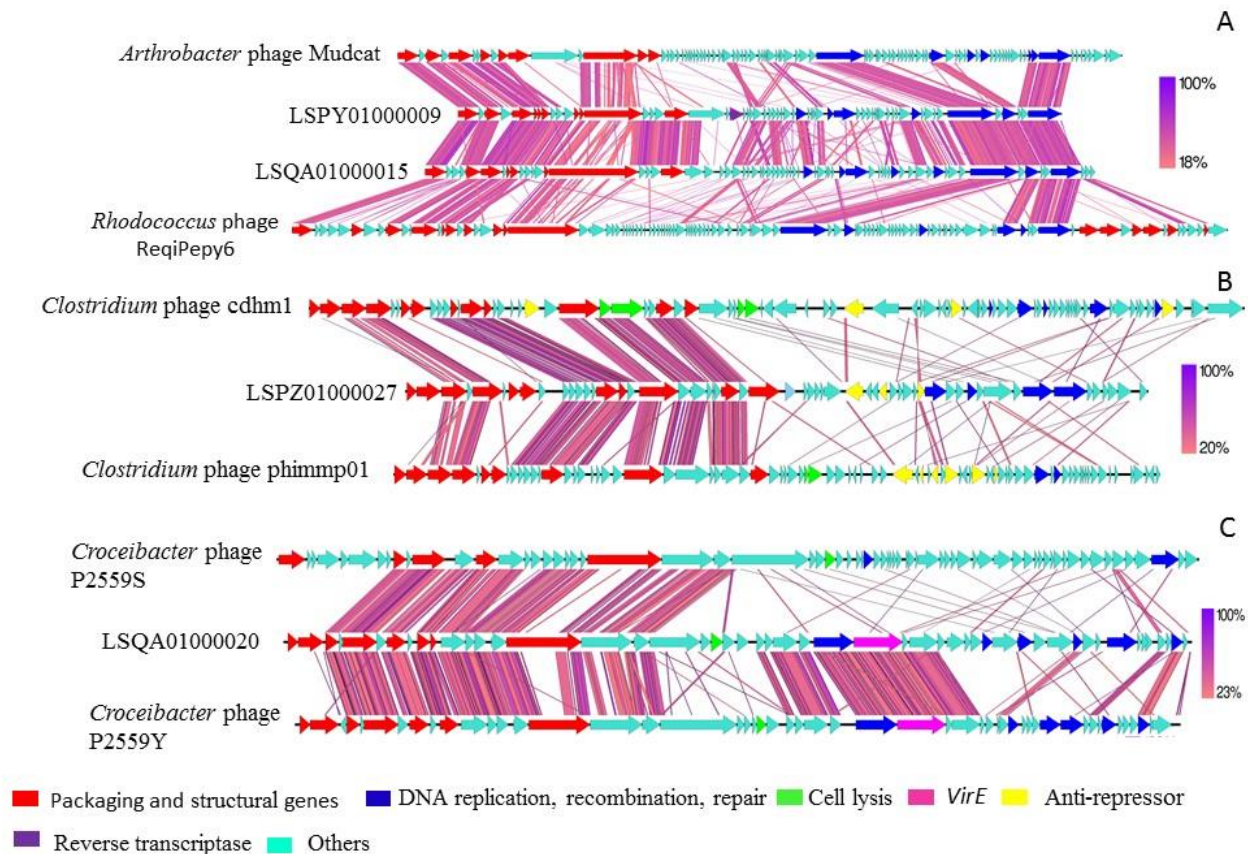 A
Arthrobacter phage Mudcat
100%
LSPY01000009
18%
LSQA01000015
Rhodococcus phage
ReqiPepy6
B
Clostridium phage cdhm1
100%
LSPZ01000027
20%
Clostridium phage phimmp01
C
Croeibacter phage
P2559S
100%
LSQA01000020
23%
Croceibacter phage
P2559Y
Packaging and structural genes DNA replication, recombination, repair Cell lysis VirE Anti-repressor
Reverse transcriptase Others